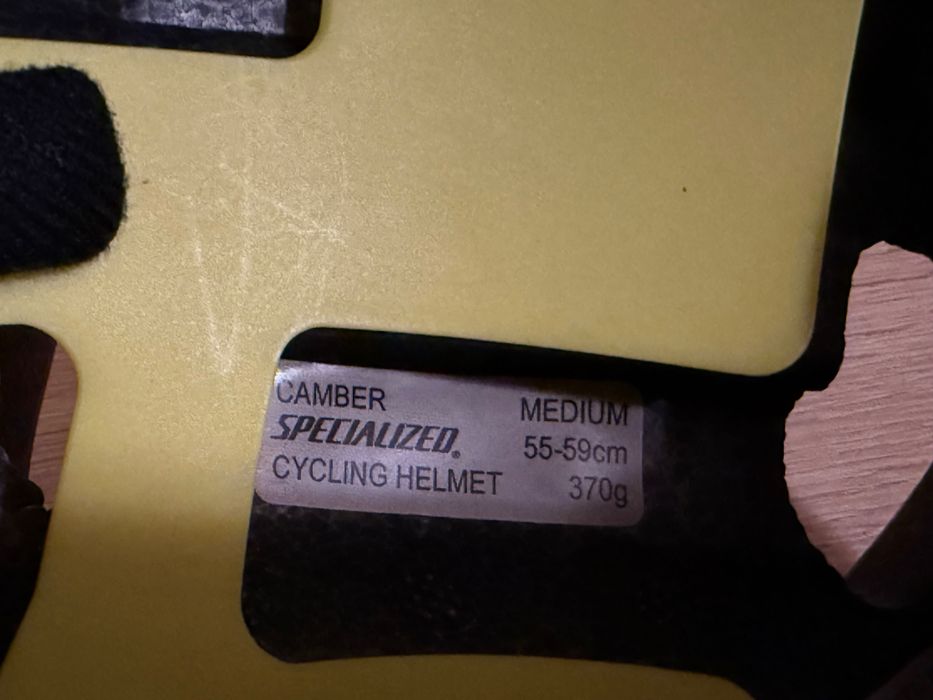 CAMBER MEDIUM
SPECIALIZED® 55-59cm
CYCLING HELMET 370g